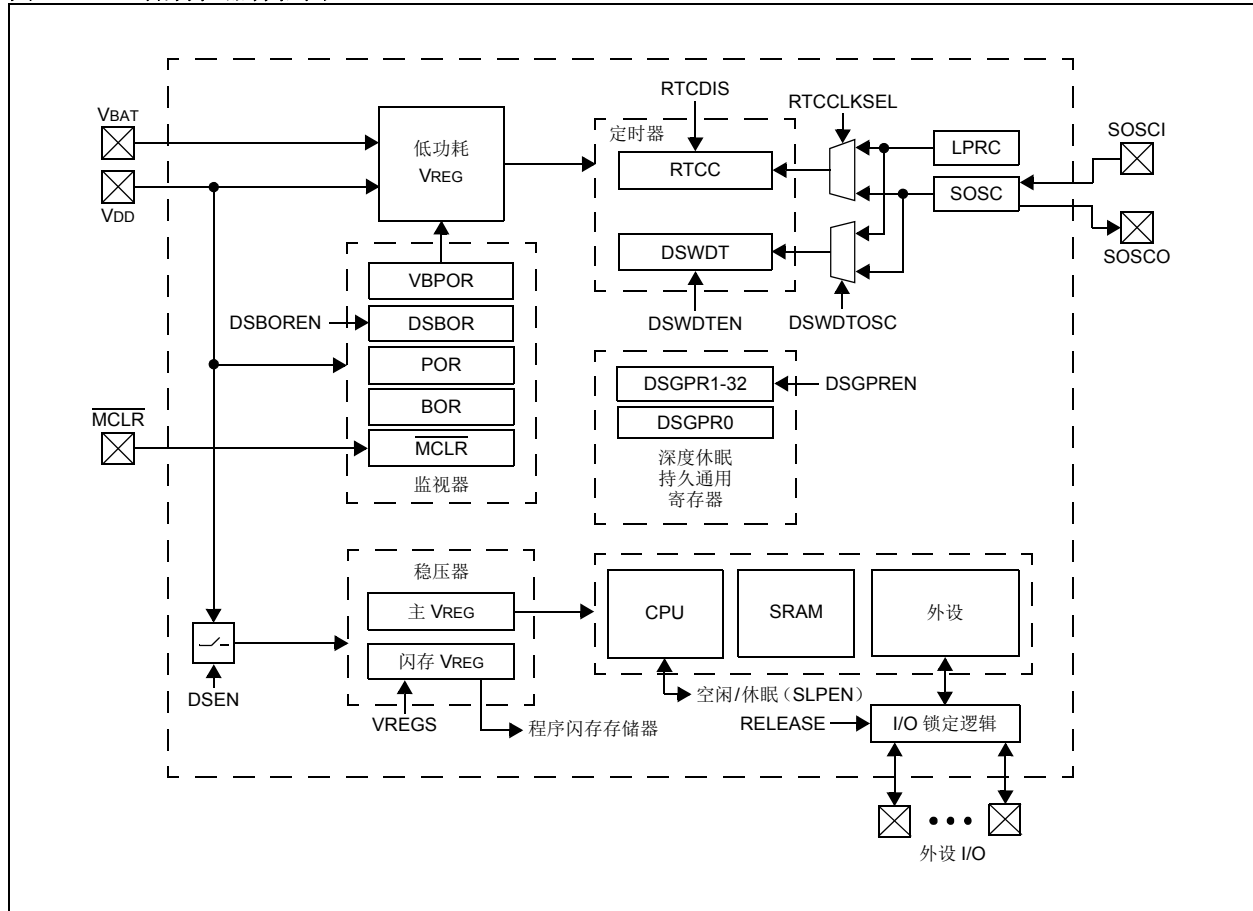 RTCDIS
RTCCLKSEL
VBAT
VDD
低功耗
VREG
定时器
RTCC
LPRC
SOSC
SOSCI
SOSCO
DSWDT
VBPOR
DSBOREN
DSBOR
DSWDTEN
DSWDTOSC
POR
BOR
MCLR
MCLR
监视器
DSGPR1-32
DSGPREN
DSGPR0
深度休眠
持久通用
寄存器
稳压器
主 VREG
闪存 VREG
CPU
SRAM
外设
DSEN
VREGS
程序闪存存储器
空闲/休眠（SLPEN）
RELEASE
I/O 锁定逻辑
外设 I/O